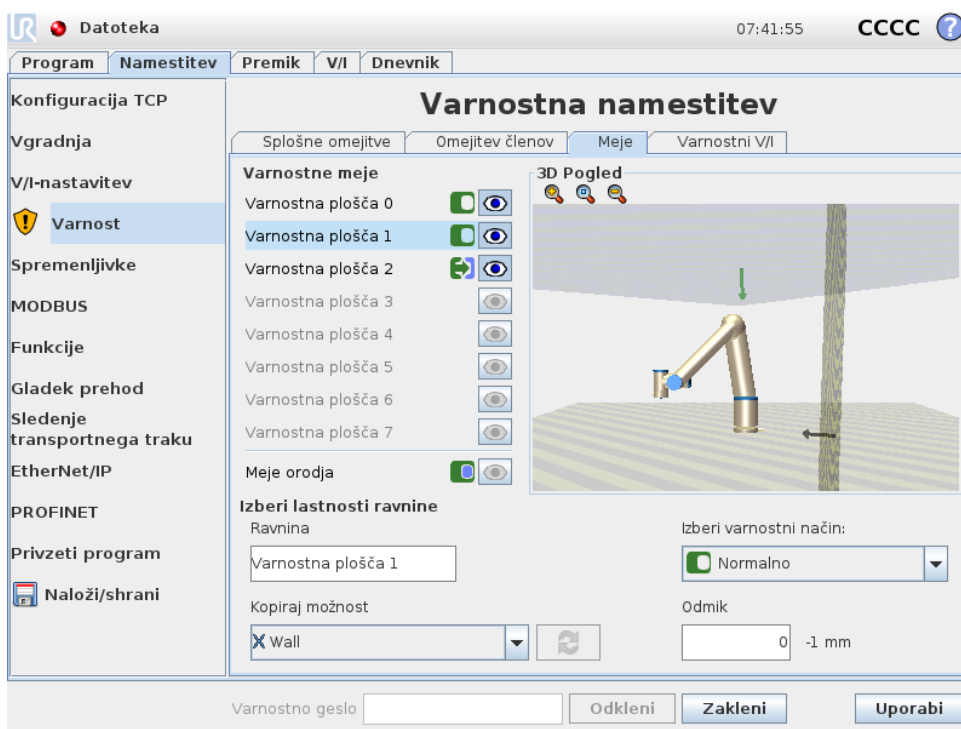 UR Datoteka 07:41:55 CCCC ?
Program Namestitev Premik V/I Dnevnik
Konfiguracija TCP
Vgradnja
V/I-nastavitev
Varnost
Spremenljivke
MODBUS
Funkcije
Gladek prehod
Sledenje
transportnega traku
EtherNet/IP
PROFINET
Privzeti program
Naloži/shrani
Varnostna namestitev
Splošne omejitve Omejitev členov Meje Varnostni V/I
Varnostne meje
Varnostna plošča 0
Varnostna plošča 1
Varnostna plošča 2
Varnostna plošča 3
Varnostna plošča 4
Varnostna plošča 5
Varnostna plošča 6
Varnostna plošča 7
Meje orodja
3D Pogled
Izberi lastnosti ravnine
Ravnina
Varnostna plošča 1
Kopiraj možnost
Wall
Izberi varnostni način:
Normalno
Odmik
0 -1 mm
Varnostno geslo Odkleni Zakleni Uporabi